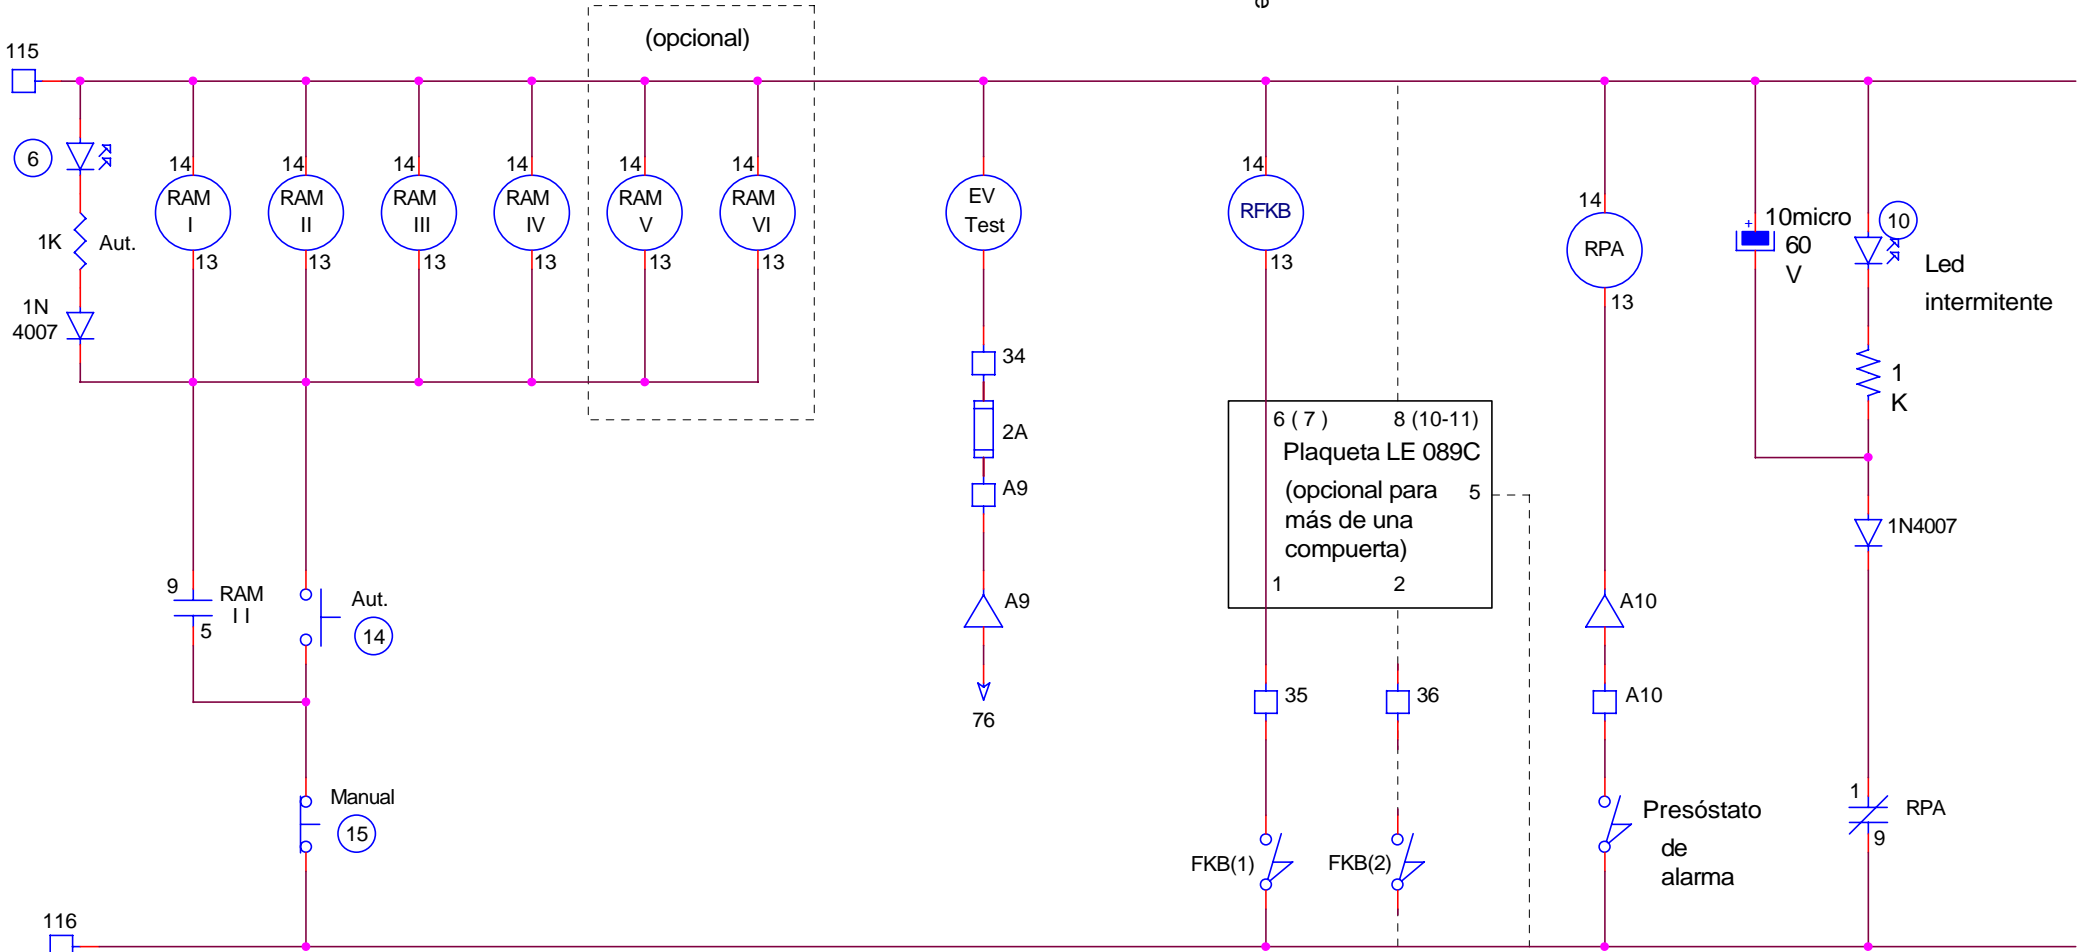 e
(opcional)
115
6
14
14
14
14
14
14
14
14
14
RAM
I
RAM
II
RAM
III
RAM
IV
RAM
V
RAM
VI
EV
Test
RFKB
RPA
+
10micro
60
V
10
Led
intermitente
1K
Aut.
13
13
13
13
13
13
13
13
1N
4007
34
2A
A9
1
K
6 ( 7 )
8 (10-11)
Plaqueta LE 089C
(opcional para
más de una
compuerta)
5
1
2
1N4007
9
RAM
I I
5
Aut.
14
A9
76
A10
A10
35
36
Manual
15
FKB(1)
FKB(2)
Presóstato
de
alarma
1
RPA
9
116